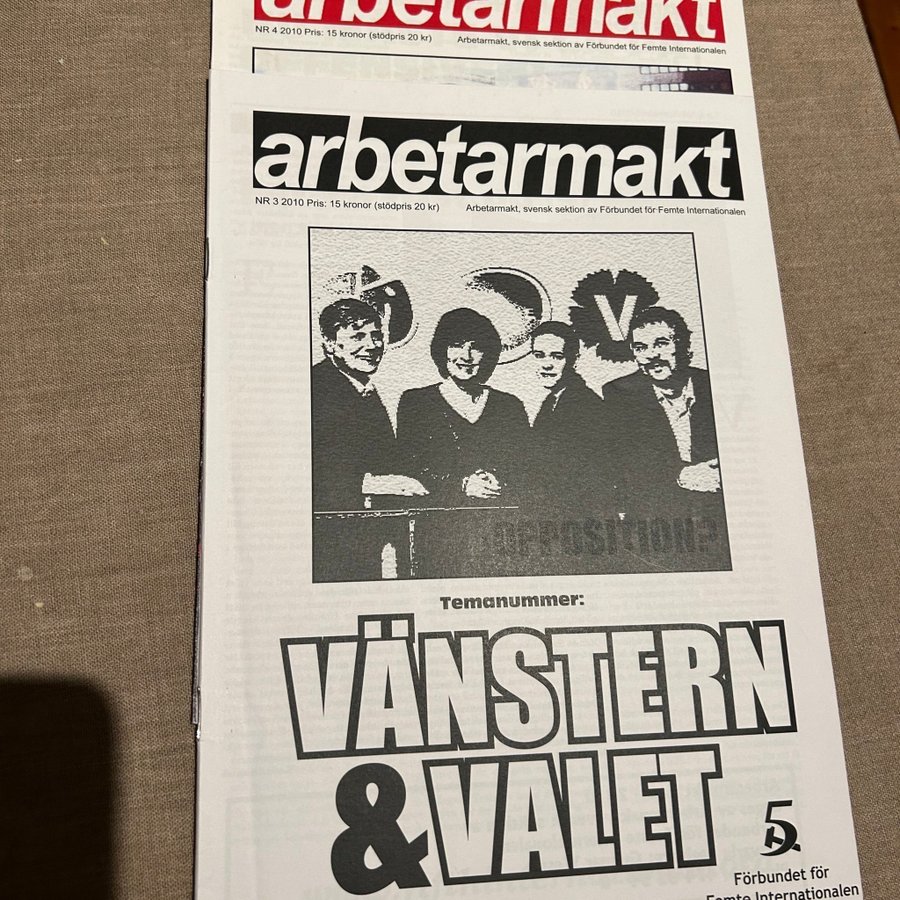 arbetarmakt
NR 4 2010 Pris: 15 kronor (stödpris 20 kr) Arbetarmakt, svensk sektion av Förbundet för Femte Internationalen
arbetarmakt
NR 3 2010 Pris: 15 kronor (stödpris 20 kr) Arbetarmakt, svensk sektion av Förbundet för Femte Internationalen
V
OPPOSITION?
Temanummer:
VÄNSTERN
& VALET
5
Förbundet för
Femte Internationalen